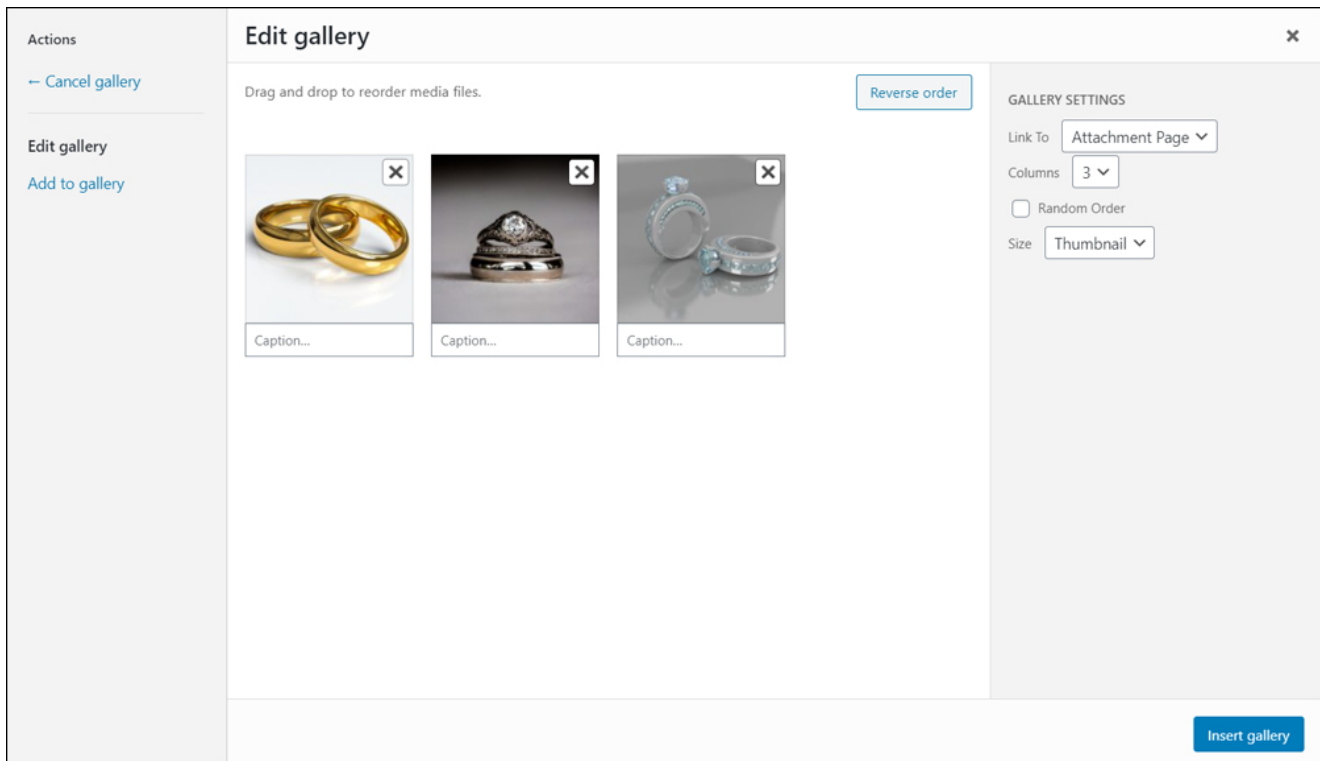 Actions
← Cancel gallery
Edit gallery
Add to gallery
Edit gallery
Drag and drop to reorder media files.
Reverse order
Caption...
Caption...
Caption...
GALLERY SETTINGS
Link To Attachment Page
Columns 3
Random Order
Size Thumbnail
Insert gallery